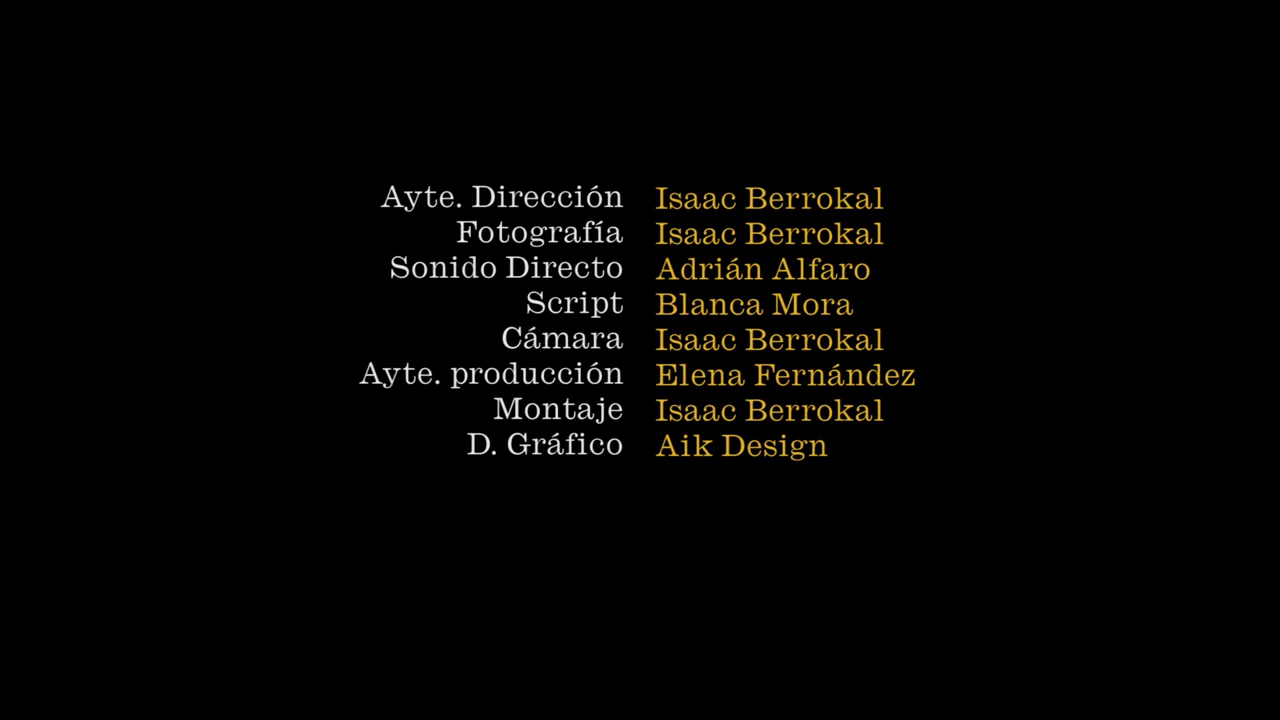 Ayte. Dirección Isaac Berrokal
Fotografía Isaac Berrokal
Sonido Directo Adrián Alfaro
Script Blanca Mora
Cámara Isaac Berrokal
Ayte. producción Elena Fernández
Montaje Isaac Berrokal
D. Gráfico Aik Design